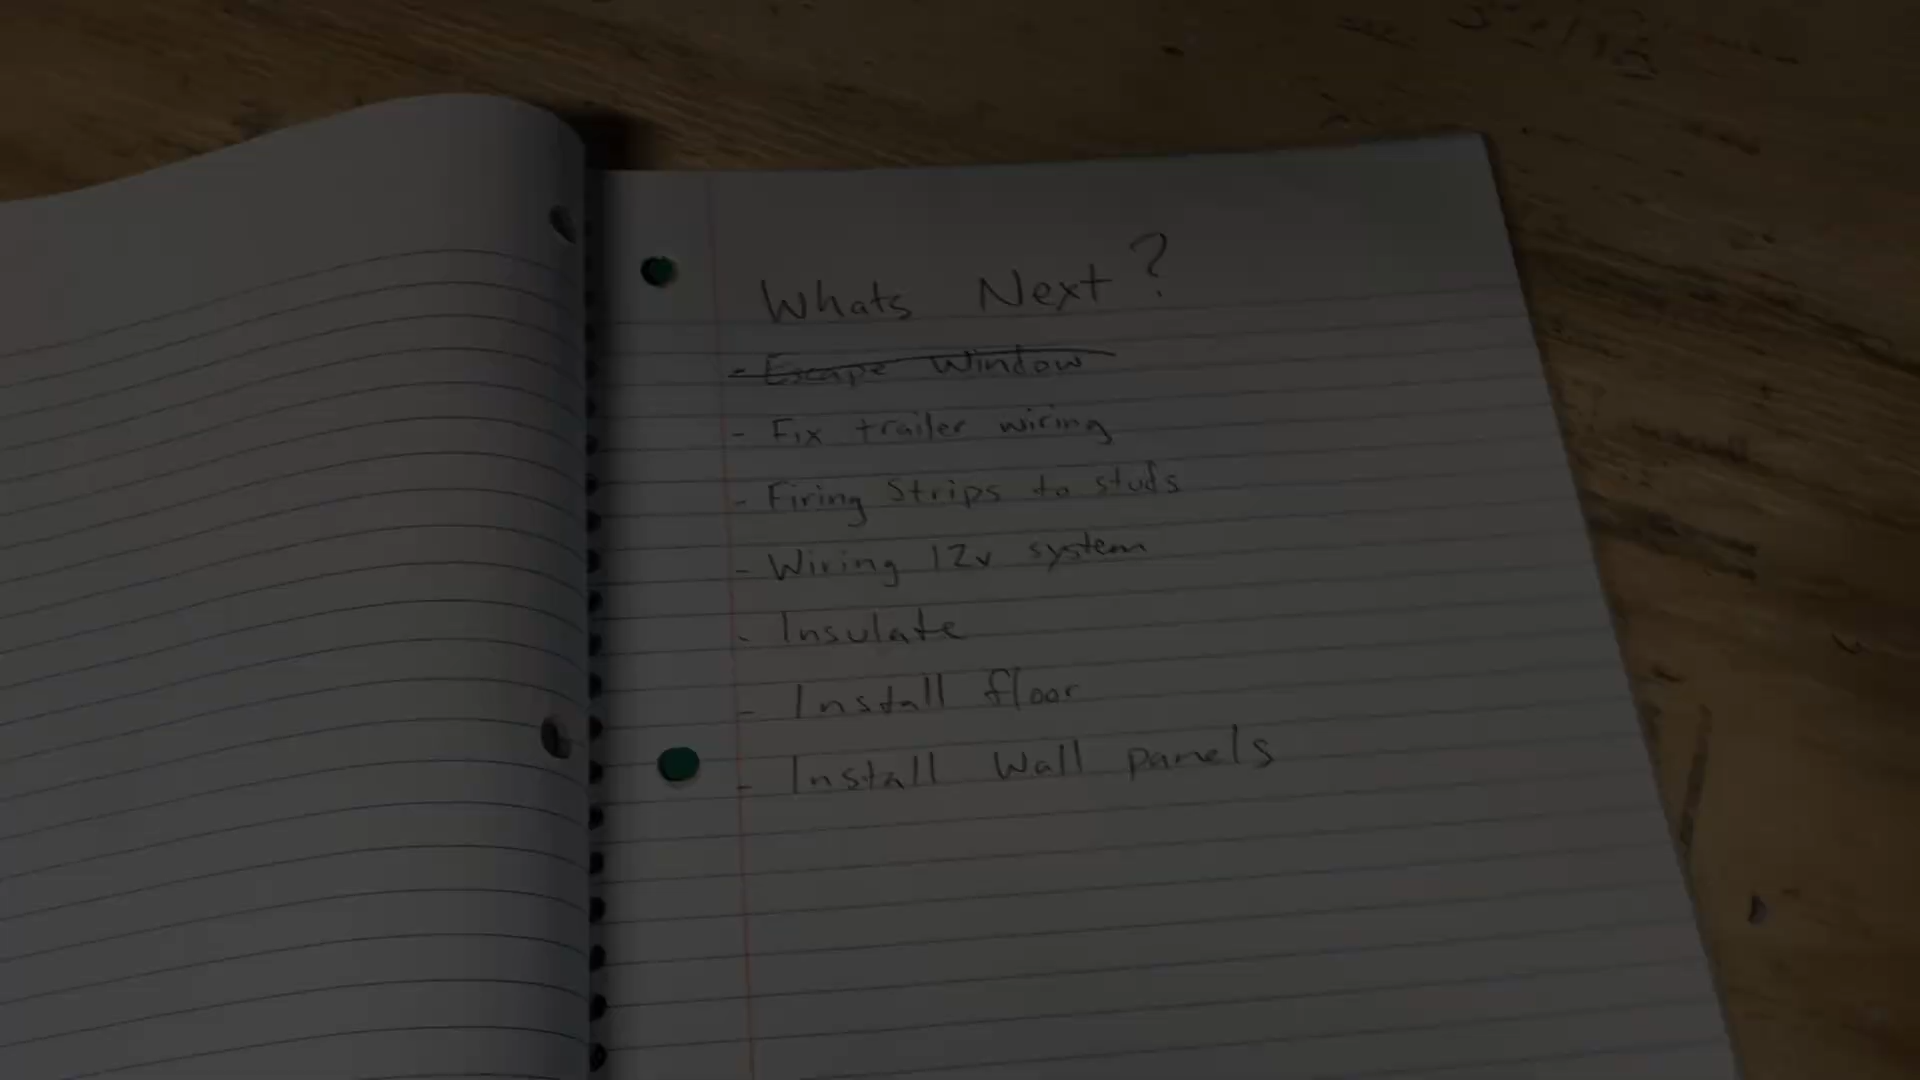 Whats Next?
- Escape Window
- Fix trailer wiring
- Firing Strips to studs
- Wiring 12v system
- Insulate
- Install floor
- Install Wall panels